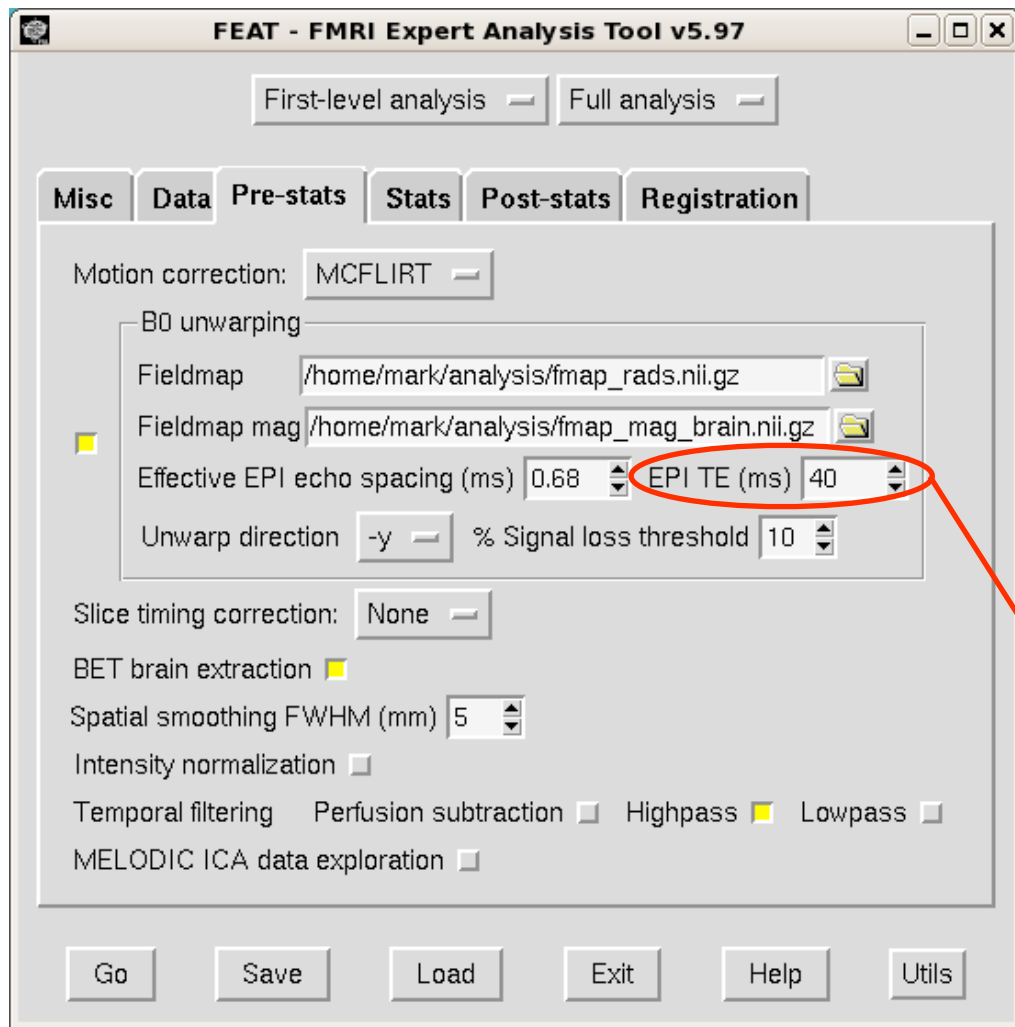 FEAT - FMRI Expert Analysis Tool v5.97
First-level analysis Full analysis
Misc Data Pre-stats Stats Post-stats Registration
Motion correction: MCFLIRT
B0 unwarping
Fieldmap /home/mark/analysis/fmap_rads.nii.gz
Fieldmap mag /home/mark/analysis/fmap_mag_brain.nii.gz
Effective EPI echo spacing (ms) 0.68 EPI TE (ms) 40
Unwarp direction -y % Signal loss threshold 10
Slice timing correction: None
BET brain extraction
Spatial smoothing FWHM (mm) 5
Intensity normalization
Temporal filtering Perfusion subtraction Highpass Lowpass
MELODIC ICA data exploration
Go Save Load Exit Help Utils